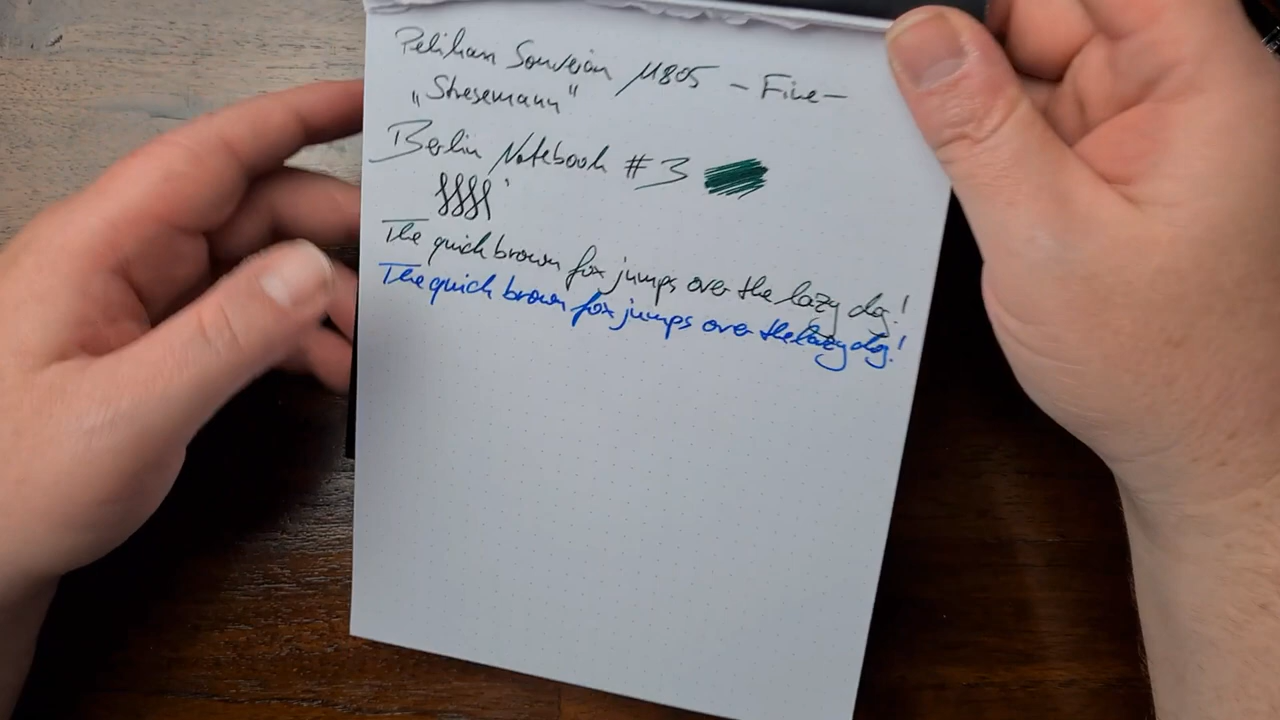 Pelikan Souverän M805 - Fine -
„Stresemann"
Berlin Notebook #3
The quick brown fox jumps over the lazy dog!
The quick brown fox jumps over the lazy dog!